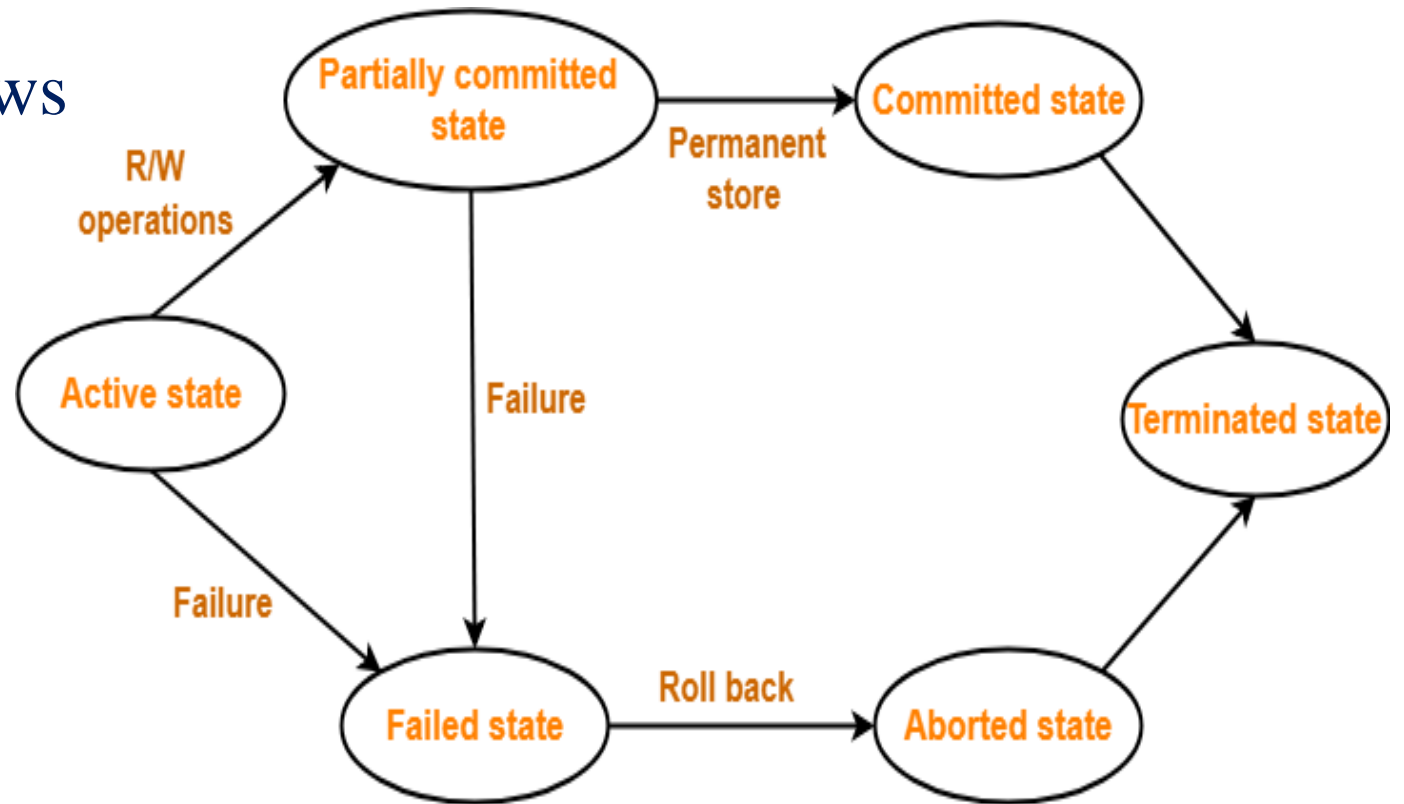 ws
Partially committed
state
Committed state
R/W
operations
Permanent
store
Active state
Failure
Terminated state
Failure
Roll back
Failed state
Aborted state